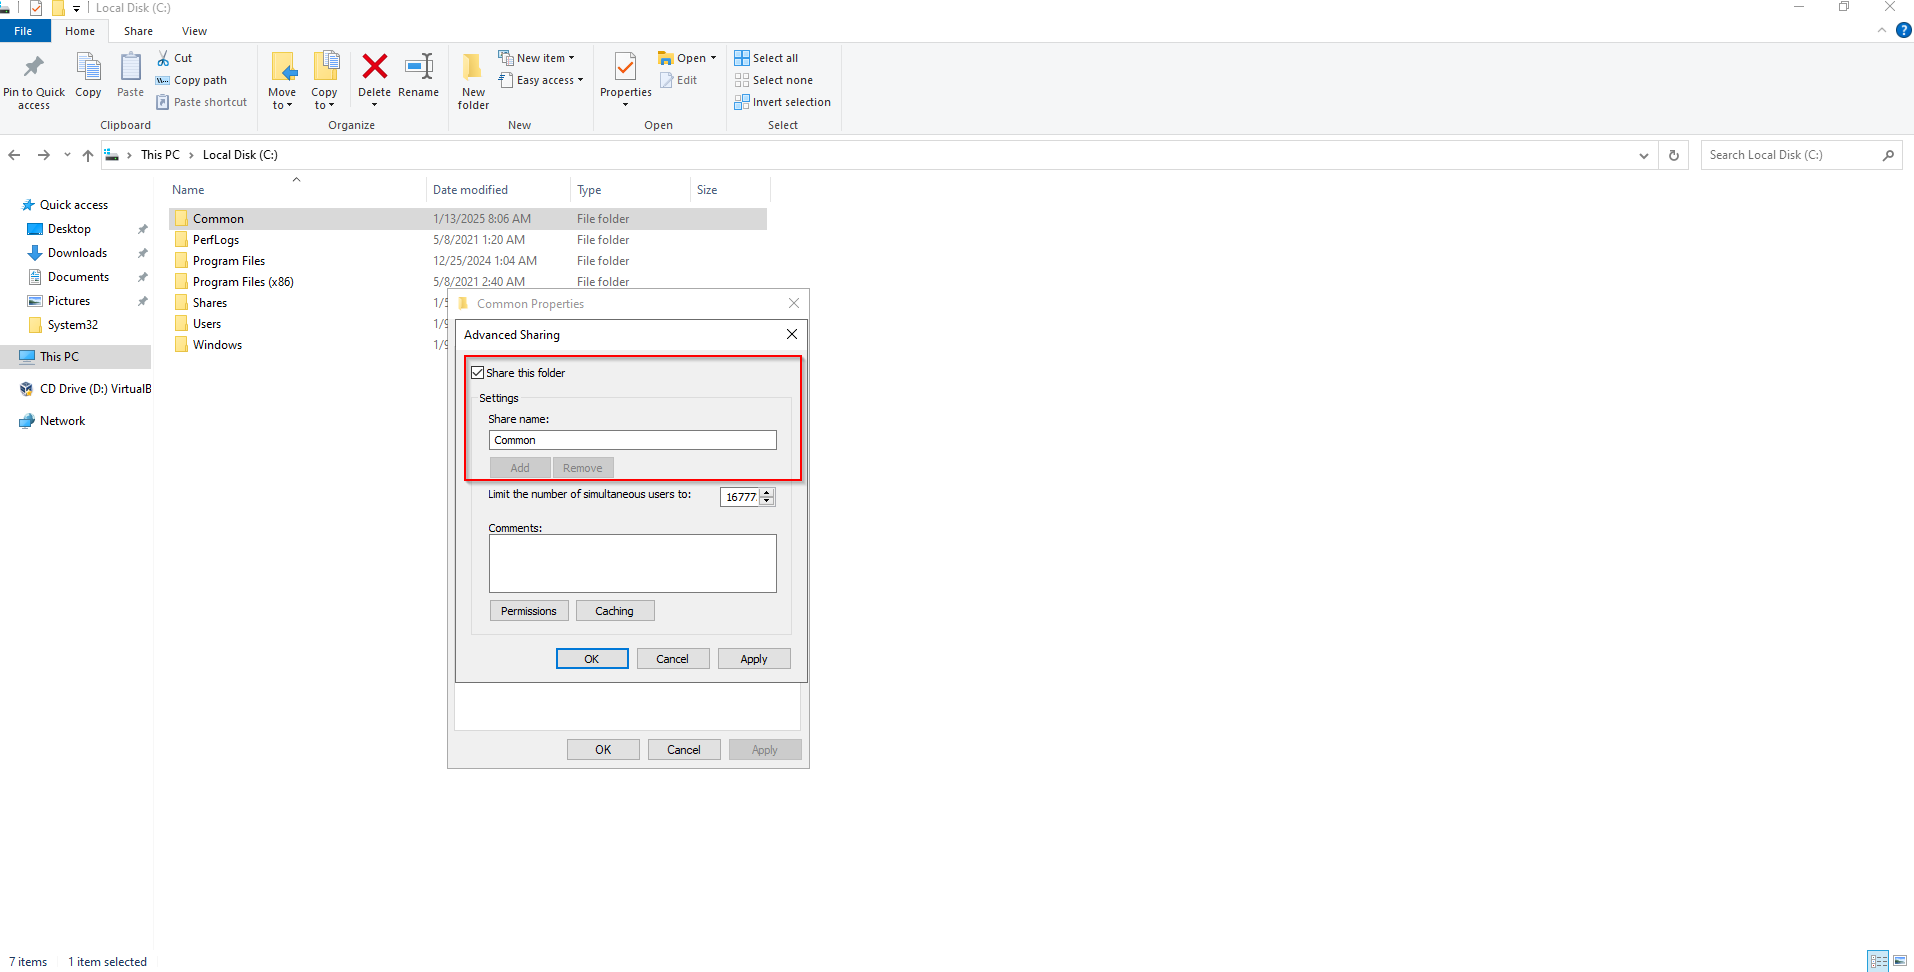 Local Disk (C:)
File Home Share View
Pin to Quick access
Copy
Paste
Cut
Copy path
Paste shortcut
Clipboard
Move to
Copy to
Delete
Rename
Organize
New folder
New item
Easy access
New
Properties
Open
Edit
Open
Select all
Select none
Invert selection
Select
This PC › Local Disk (C:)
Search Local Disk (C:)
Quick access
Desktop
Downloads
Documents
Pictures
System32
This PC
CD Drive (D:) VirtualB
Network
Name Date modified Type Size
Common 1/13/2025 8:06 AM File folder
PerfLogs 5/8/2021 1:20 AM File folder
Program Files 12/25/2024 1:04 AM File folder
Program Files (x86) 5/8/2021 2:40 AM File folder
Shares 1/5
Users 1/9
Windows 1/9
Common Properties
Advanced Sharing
Share this folder
Settings
Share name:
Common
Add Remove
Limit the number of simultaneous users to: 16777
Comments:
Permissions Caching
OK Cancel Apply
OK Cancel Apply
7 items 1 item selected